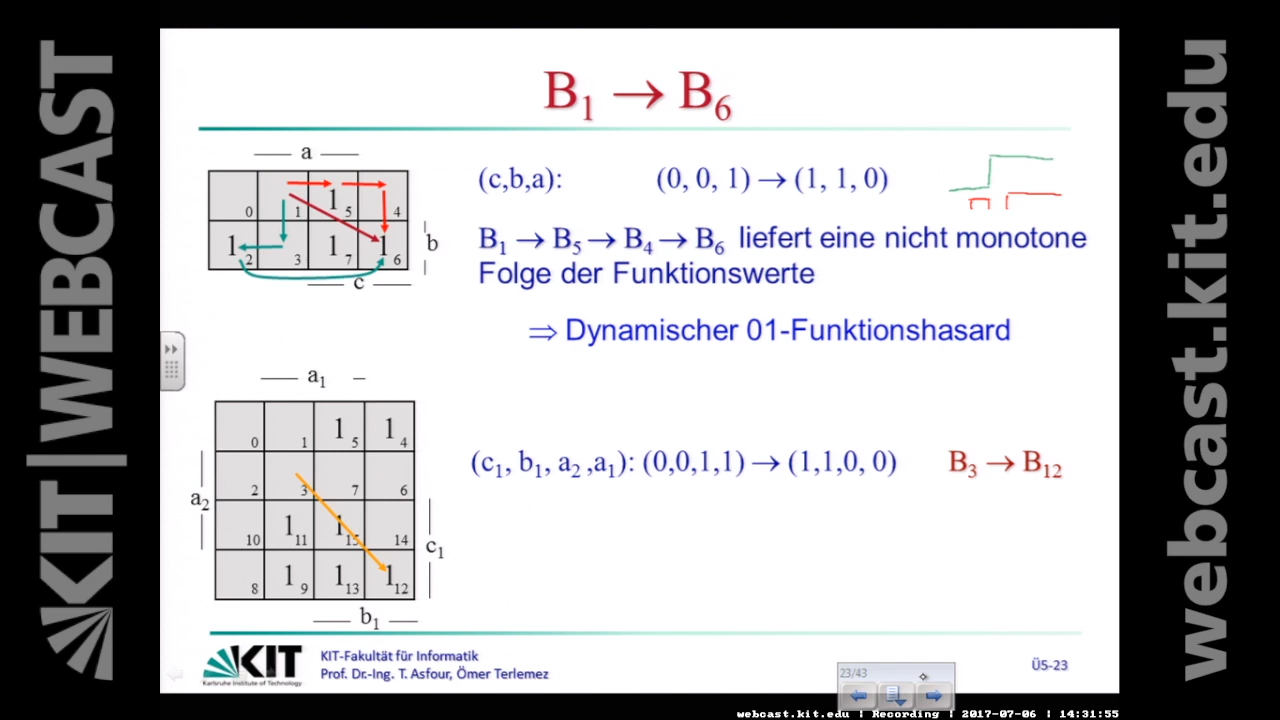 KIT|WEBCAST
webcast.kit.edu
B1 → B6
a
1
0 1 5 4
1 1 1
2 3 7 6
b
c
(c,b,a): (0, 0, 1) → (1, 1, 0)
B1 → B5 → B4 → B6 liefert eine nicht monotone
Folge der Funktionswerte
⇒ Dynamischer 01-Funktionshasard
a1
1 1
0 1 5 4
2 3 7 6
a2
1 1
10 11 15 14
c1
1 1 1
8 9 13 12
b1
(c1, b1, a2 ,a1): (0,0,1,1) → (1,1,0, 0) B3 → B12
KIT
Karlsruhe Institute of Technology
KIT-Fakultät für Informatik
Prof. Dr.-Ing. T. Asfour, Ömer Terlemez
23/43
Ü5-23
webcast.kit.edu | Recording | 2017-07-06 | 14:31:55